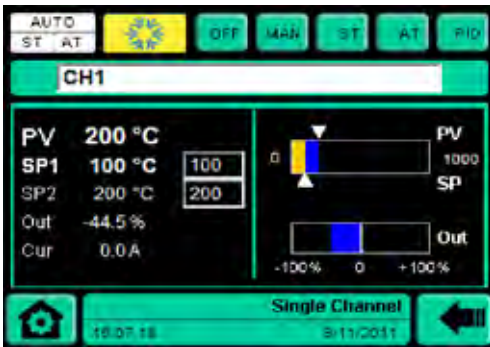 AUTO
ST AT
OFF
MAN
ST
AT
PID
CH1
PV 200 °C
SP1 100 °C 100
SP2 200 °C 200
Out -44.5 %
Cur 0.0 A
PV
0 1000
SP
Out
-100% 0 +100%
Single Channel
16:07:18 9/11/2011